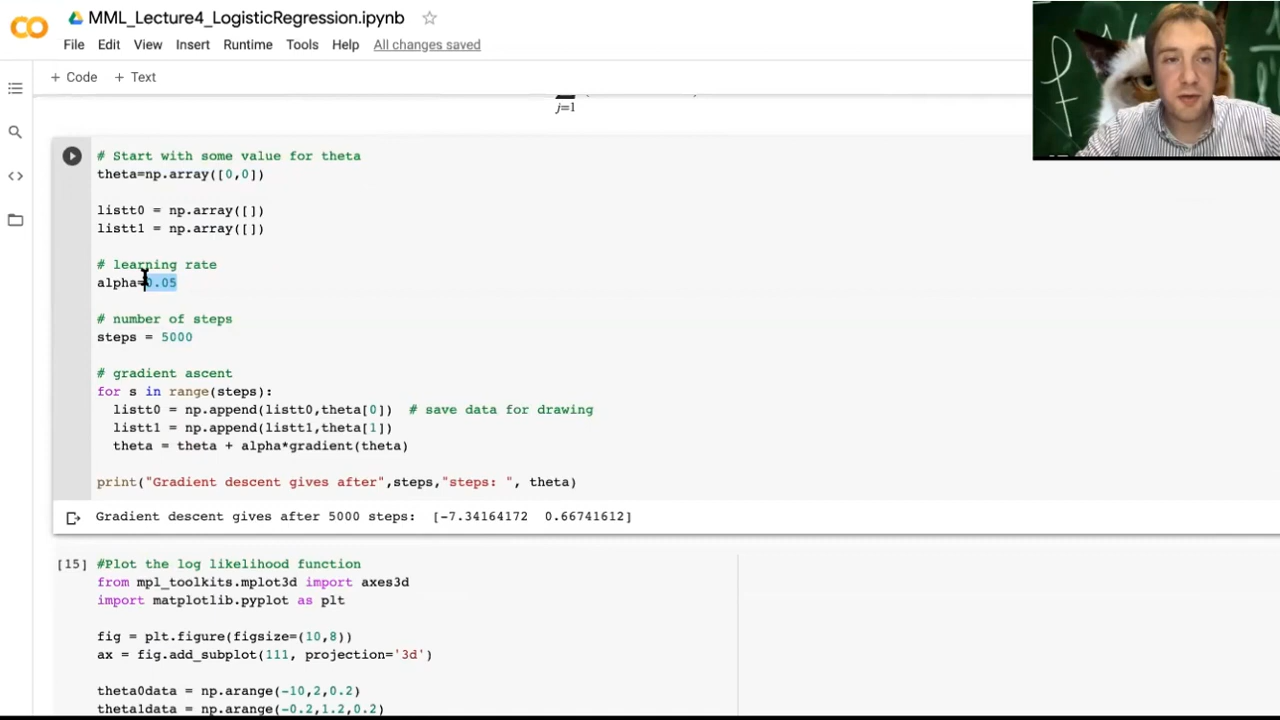 MML_Lecture4_LogisticRegression.ipynb
File Edit View Insert Runtime Tools Help All changes saved
+ Code + Text
j=1
# Start with some value for theta
theta=np.array([0,0])
listt0 = np.array([])
listt1 = np.array([])
# learning rate
alpha=0.05
# number of steps
steps = 5000
# gradient ascent
for s in range(steps):
listt0 = np.append(listt0,theta[0]) # save data for drawing
listt1 = np.append(listt1,theta[1])
theta = theta + alpha*gradient(theta)
print("Gradient descent gives after",steps,"steps: ", theta)
Gradient descent gives after 5000 steps: [-7.34164172 0.66741612]
[15] #Plot the log likelihood function
from mpl_toolkits.mplot3d import axes3d
import matplotlib.pyplot as plt
fig = plt.figure(figsize=(10,8))
ax = fig.add_subplot(111, projection='3d')
theta0data = np.arange(-10,2,0.2)
theta1data = np.arange(-0.2,1.2,0.2)